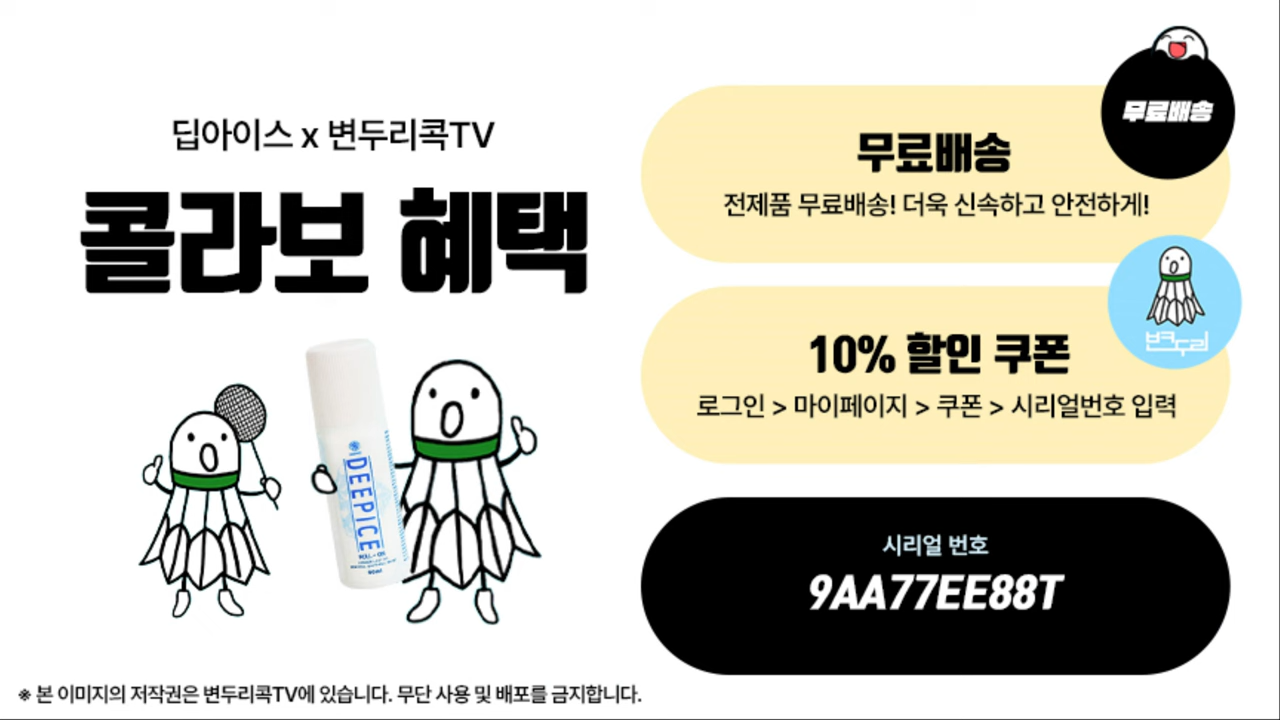 딥아이스 x 변두리콕TV
콜라보 혜택
DEEPICE
ROLL - ON
무료배송
무료배송
전제품 무료배송! 더욱 신속하고 안전하게!
변두리
10% 할인 쿠폰
로그인 > 마이페이지 > 쿠폰 > 시리얼번호 입력
시리얼 번호
9AA77EE88T
※ 본 이미지의 저작권은 변두리콕TV에 있습니다. 무단 사용 및 배포를 금지합니다.